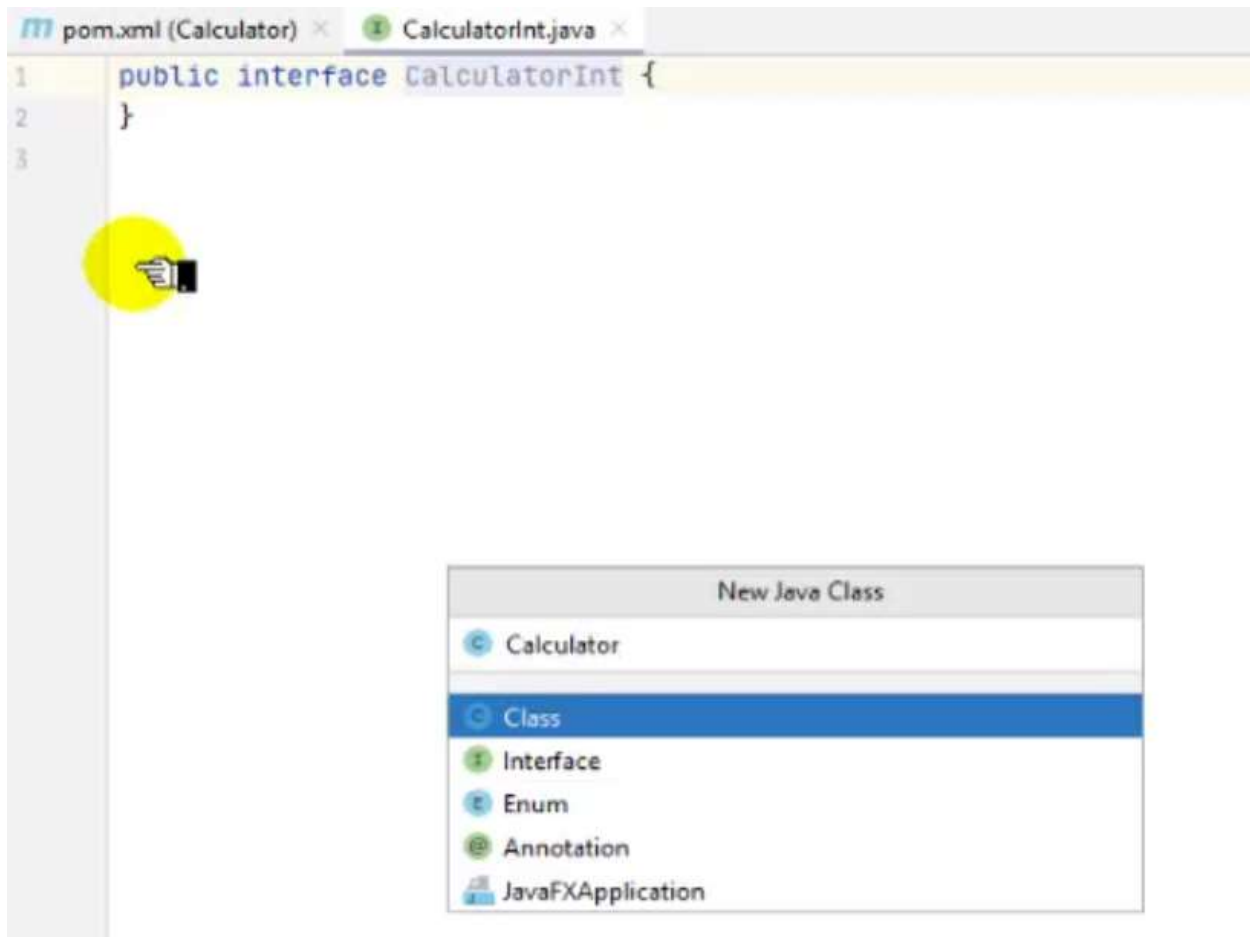 pom.xml (Calculator) CalculatorInt.java
1 public interface CalculatorInt {
2 }
3
New Java Class
Calculator
Class
Interface
Enum
Annotation
JavaFXApplication